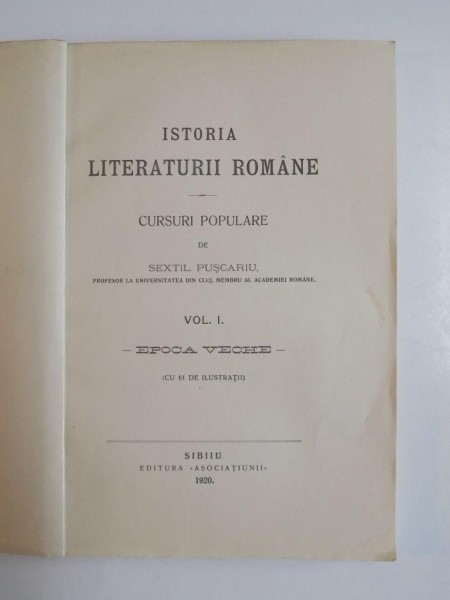 ISTORIA
LITERATURII ROMÂNE
CURSURI POPULARE
DE
SEXTIL PUŞCARIU,
PROFESOR LA UNIVERSITATEA DIN CLUJ, MEMBRU AL ACADEMIEI ROMÂNE.
VOL. I.
— EPOCA VECHE —
(CU 61 DE ILUSTRAŢII)
SIBIIU
EDITURA «ASOCIAŢIUNII»
1920.